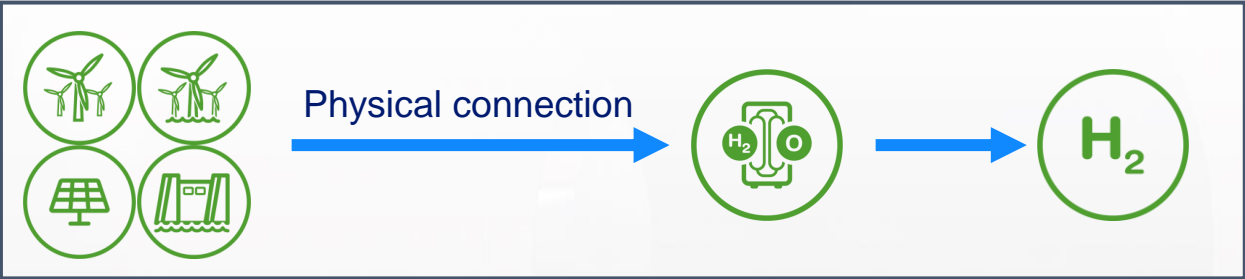 Physical connection
H₂
O
H₂